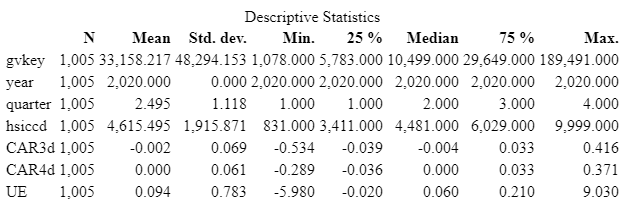 Descriptive Statistics
N Mean Std. dev. Min. 25 % Median 75 % Max.
gvkey 1,005 33,158.217 48,294.153 1,078.000 5,783.000 10,499.000 29,649.000 189,491.000
year 1,005 2,020.000 0.000 2,020.000 2,020.000 2,020.000 2,020.000 2,020.000
quarter 1,005 2.495 1.118 1.000 1.000 2.000 3.000 4.000
hsiccd 1,005 4,615.495 1,915.871 831.000 3,411.000 4,481.000 6,029.000 9,999.000
CAR3d 1,005 -0.002 0.069 -0.534 -0.039 -0.004 0.033 0.416
CAR4d 1,005 0.000 0.061 -0.289 -0.036 0.000 0.033 0.371
UE 1,005 0.094 0.783 -5.980 -0.020 0.060 0.210 9.030